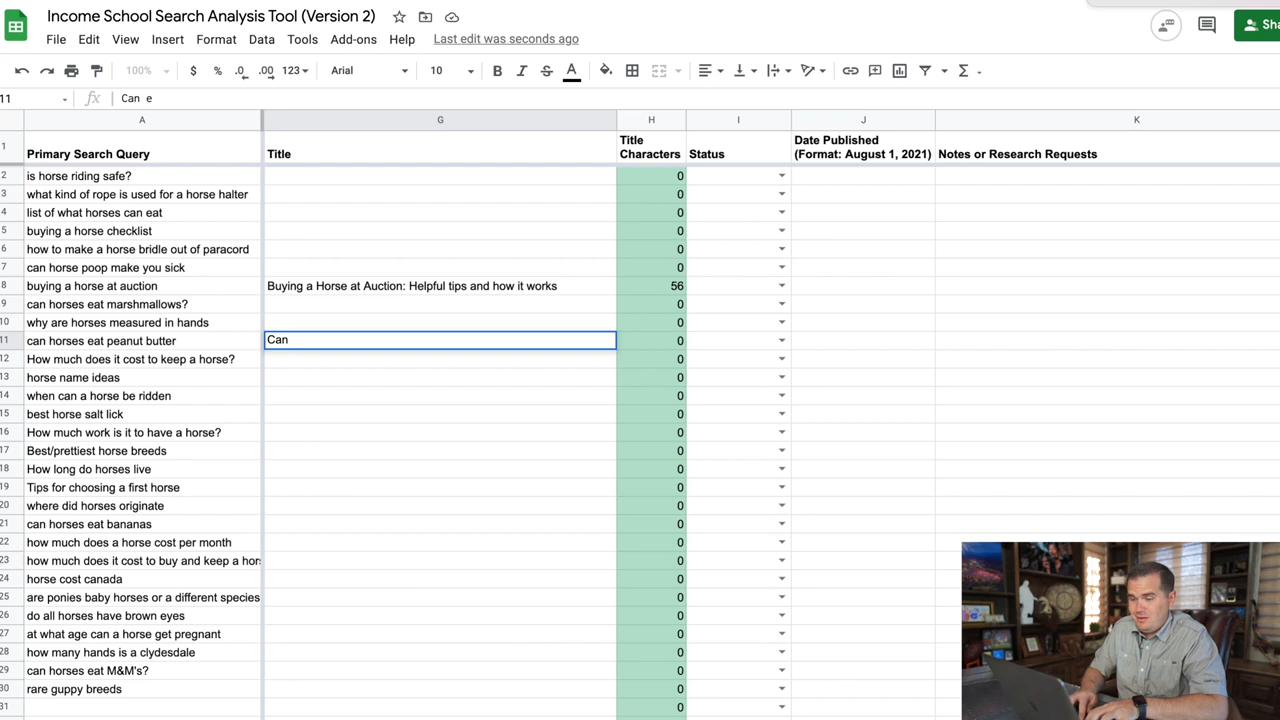 Income School Search Analysis Tool (Version 2)
File Edit View Insert Format Data Tools Add-ons Help Last edit was seconds ago
100% $ % .0 .00 123 Arial 10 B I S A Σ
11 fx Can e
A G H I J K
1 Primary Search Query Title Title Characters Status Date Published (Format: August 1, 2021) Notes or Research Requests
2 is horse riding safe? 0
3 what kind of rope is used for a horse halter 0
4 list of what horses can eat 0
5 buying a horse checklist 0
6 how to make a horse bridle out of paracord 0
7 can horse poop make you sick 0
8 buying a horse at auction Buying a Horse at Auction: Helpful tips and how it works 56
9 can horses eat marshmallows? 0
10 why are horses measured in hands 0
11 can horses eat peanut butter Can 0
12 How much does it cost to keep a horse? 0
13 horse name ideas 0
14 when can a horse be ridden 0
15 best horse salt lick 0
16 How much work is it to have a horse? 0
17 Best/prettiest horse breeds 0
18 How long do horses live 0
19 Tips for choosing a first horse 0
20 where did horses originate 0
21 can horses eat bananas 0
22 how much does a horse cost per month 0
23 how much does it cost to buy and keep a hors 0
24 horse cost canada 0
25 are ponies baby horses or a different species 0
26 do all horses have brown eyes 0
27 at what age can a horse get pregnant 0
28 how many hands is a clydesdale 0
29 can horses eat M&M's? 0
30 rare guppy breeds 0
31 0